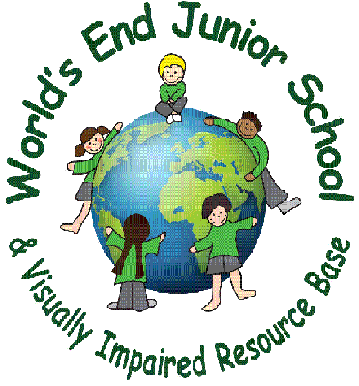 World's End Junior School
& Visually Impaired Resource Base